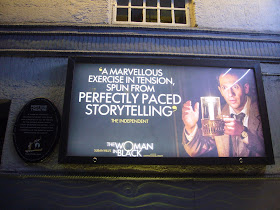 "A MARVELLOUS
EXERCISE IN TENSION,
SPUN FROM
PERFECTLY PACED
STORYTELLING"
THE INDEPENDENT
THE WOMAN
IN BLACK